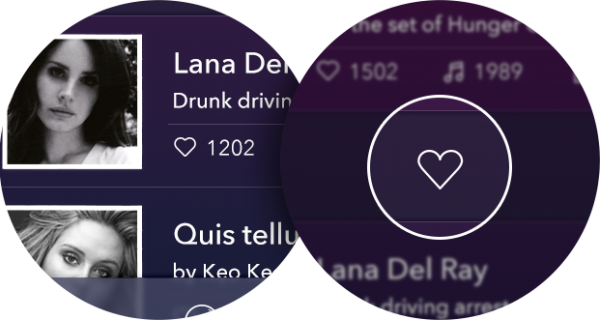 Lana Del
Drunk drivin
1202
Quis tellu
by Keo Ke
the set of Hunger
1502 1989
Lana Del Ray
driving arrest